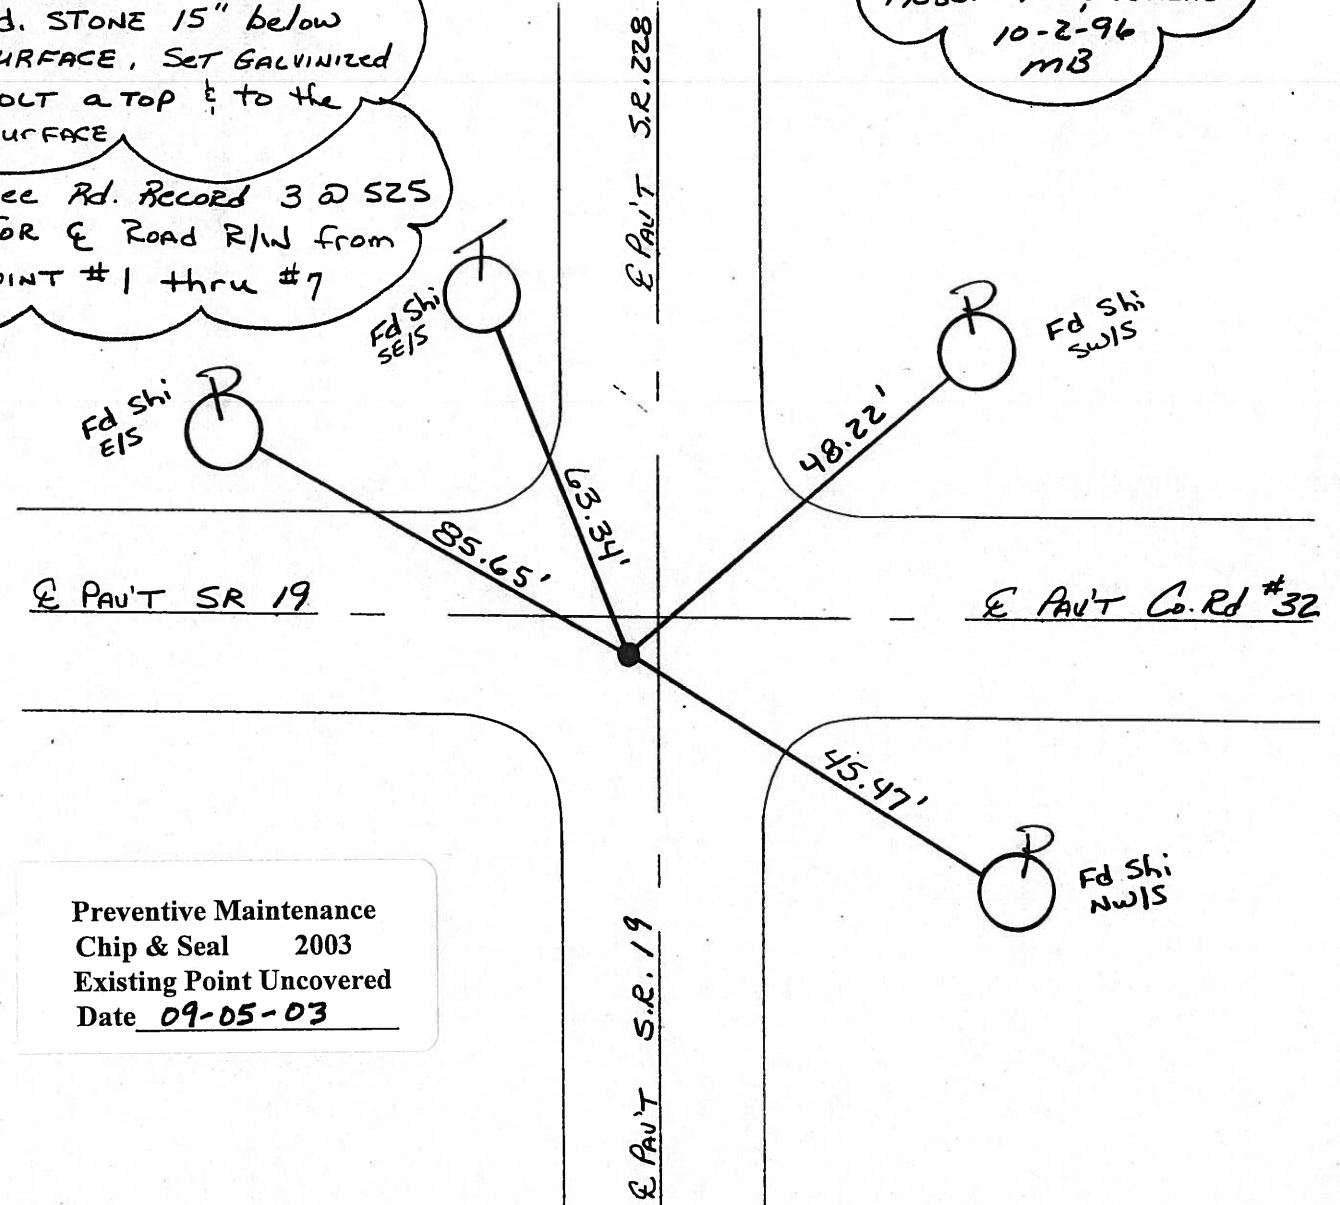 d. STONE 15" below
URFACE, SET GALVINIZED
OLT a TOP & to the
urFACE
ee Rd. Record 3 @ 525
OR ℄ ROAD R/W from
OINT #1 thru #7
10-2-96
mB
℄ PAV'T S.R. 228
T
Fd Shi
SE/S
P
Fd Shi
E/S
P
Fd Shi
SW/S
48.22'
63.34'
85.65'
℄ PAV'T SR 19
℄ PAV'T Co. Rd #32
45.47'
P
Fd Shi
NW/S
Preventive Maintenance
Chip & Seal 2003
Existing Point Uncovered
Date 09-05-03
℄ PAV'T S.R. 19